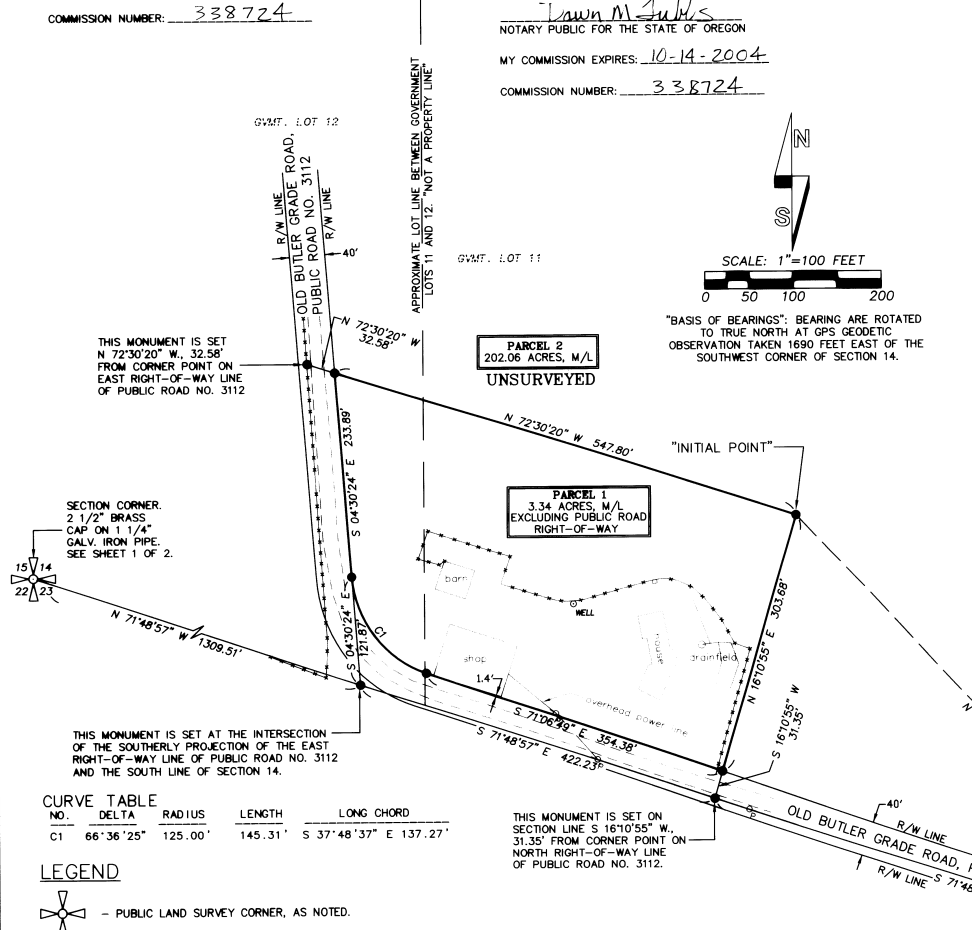 COMMISSION NUMBER: 338724
NOTARY PUBLIC FOR THE STATE OF OREGON
MY COMMISSION EXPIRES: 10-14-2004
COMMISSION NUMBER: 338724
GVMT. LOT 12
OLD BUTLER GRADE ROAD,
PUBLIC ROAD NO. 3112
R/W LINE
R/W LINE
40'
APPROXIMATE LOT LINE BETWEEN GOVERNMENT
LOTS 11 AND 12. "NOT A PROPERTY LINE"
GVMT. LOT 11
N
S
SCALE: 1"=100 FEET
0 50 100 200
"BASIS OF BEARINGS": BEARING ARE ROTATED
TO TRUE NORTH AT GPS GEODETIC
OBSERVATION TAKEN 1690 FEET EAST OF THE
SOUTHWEST CORNER OF SECTION 14.
N 72°30'20" W
32.58'
THIS MONUMENT IS SET
N 72°30'20" W., 32.58'
FROM CORNER POINT ON
EAST RIGHT-OF-WAY LINE
OF PUBLIC ROAD NO. 3112
PARCEL 2
202.06 ACRES, M/L
UNSURVEYED
N 72°30'20" W 547.80'
"INITIAL POINT"
S 04°30'24" E 233.89'
PARCEL 1
3.34 ACRES, M/L
EXCLUDING PUBLIC ROAD
RIGHT-OF-WAY
SECTION CORNER.
2 1/2" BRASS
CAP ON 1 1/4"
GALV. IRON PIPE.
SEE SHEET 1 OF 2.
15 14
22 23
barn
WELL
N 71°48'57" W
1309.51'
S 04°30'24" E
121.87'
C1
shop
house
drainfield
N 16°10'55" E 303.68'
1.4'
overhead power line
S 71°06'49" E 354.38'
S 71°48'57" E 422.23'
S 16°10'55" W
31.35'
THIS MONUMENT IS SET AT THE INTERSECTION
OF THE SOUTHERLY PROJECTION OF THE EAST
RIGHT-OF-WAY LINE OF PUBLIC ROAD NO. 3112
AND THE SOUTH LINE OF SECTION 14.
CURVE TABLE
NO. DELTA RADIUS LENGTH LONG CHORD
C1 66°36'25" 125.00' 145.31' S 37°48'37" E 137.27'
THIS MONUMENT IS SET ON
SECTION LINE S 16°10'55" W.,
31.35' FROM CORNER POINT ON
NORTH RIGHT-OF-WAY LINE
OF PUBLIC ROAD NO. 3112.
40'
R/W LINE
OLD BUTLER GRADE ROAD,
R/W LINE
S 71°48
N
LEGEND
– PUBLIC LAND SURVEY CORNER, AS NOTED.